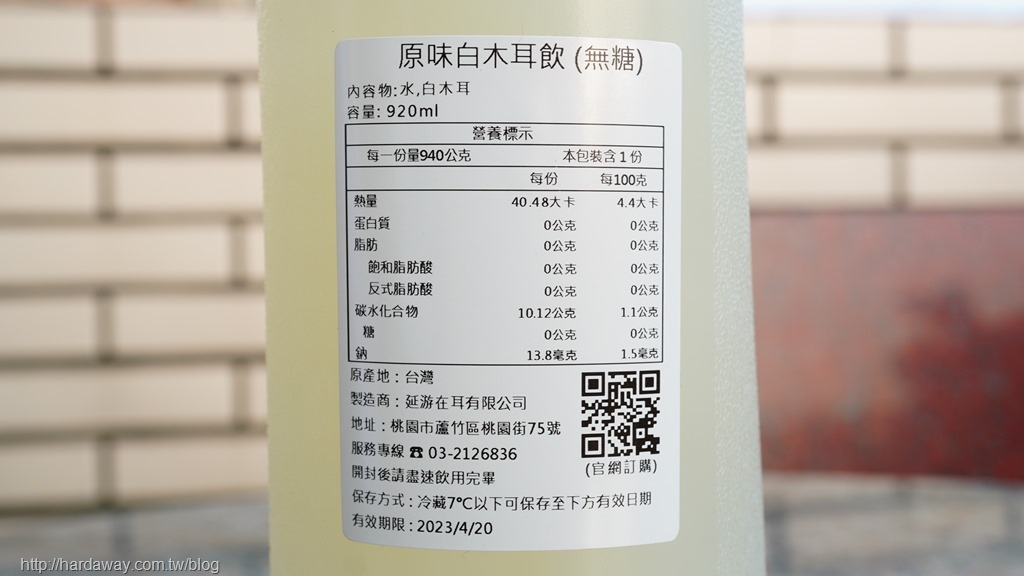 原味白木耳飲 (無糖)
內容物:水,白木耳
容量: 920ml
營養標示
每一份量940公克 本包裝含1份
每份 每100克
熱量 40.48大卡 4.4大卡
蛋白質 0公克 0公克
脂肪 0公克 0公克
飽和脂肪酸 0公克 0公克
反式脂肪酸 0公克 0公克
碳水化合物 10.12公克 1.1公克
糖 0公克 0公克
鈉 13.8毫克 1.5毫克
原產地：台灣
製造商：延游在耳有限公司
地址：桃園市蘆竹區桃園街75號
服務專線 ☎ 03-2126836
(官網訂購)
開封後請盡速飲用完畢
保存方式：冷藏7°C以下可保存至下方有效日期
有效期限：2023/4/20
http://hardaway.com.tw/blog